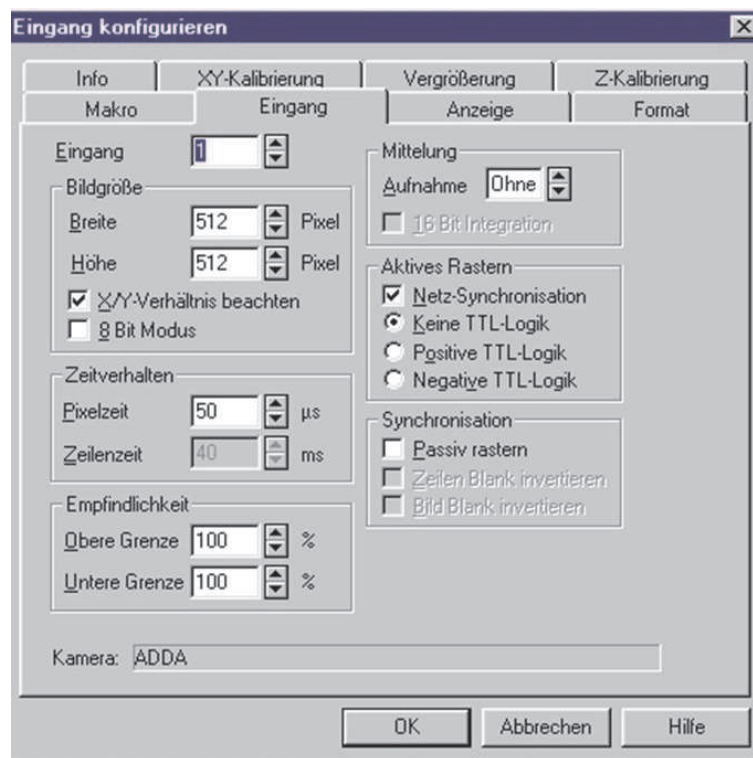 Eingang konfigurieren
Info XY-Kalibrierung Vergrößerung Z-Kalibrierung
Makro Eingang Anzeige Format
Eingang 1
Bildgröße
Breite 512 Pixel
Höhe 512 Pixel
X/Y-Verhältnis beachten
8 Bit Modus
Zeitverhalten
Pixelzeit 50 µs
Zeilenzeit 40 ms
Empfindlichkeit
Obere Grenze 100 %
Untere Grenze 100 %
Mittelung
Aufnahme Ohne
16 Bit Integration
Aktives Rastern
Netz-Synchronisation
Keine TTL-Logik
Positive TTL-Logik
Negative TTL-Logik
Synchronisation
Passiv rastern
Zeilen Blank invertieren
Bild Blank invertieren
Kamera: ADDA
OK Abbrechen Hilfe